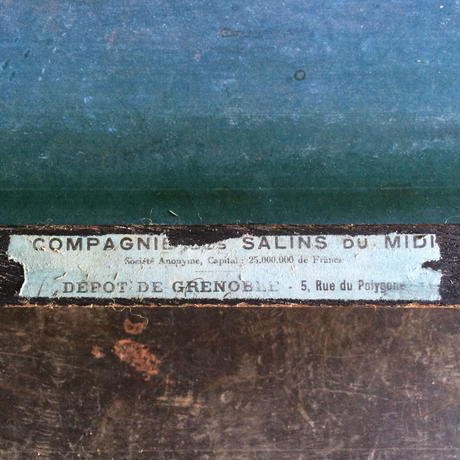 COMPAGNIE DES SALINS DU MIDI
Société Anonyme, Capital : 25.000.000 de Francs
DÉPOT DE GRENOBLE - 5, Rue du Polygone